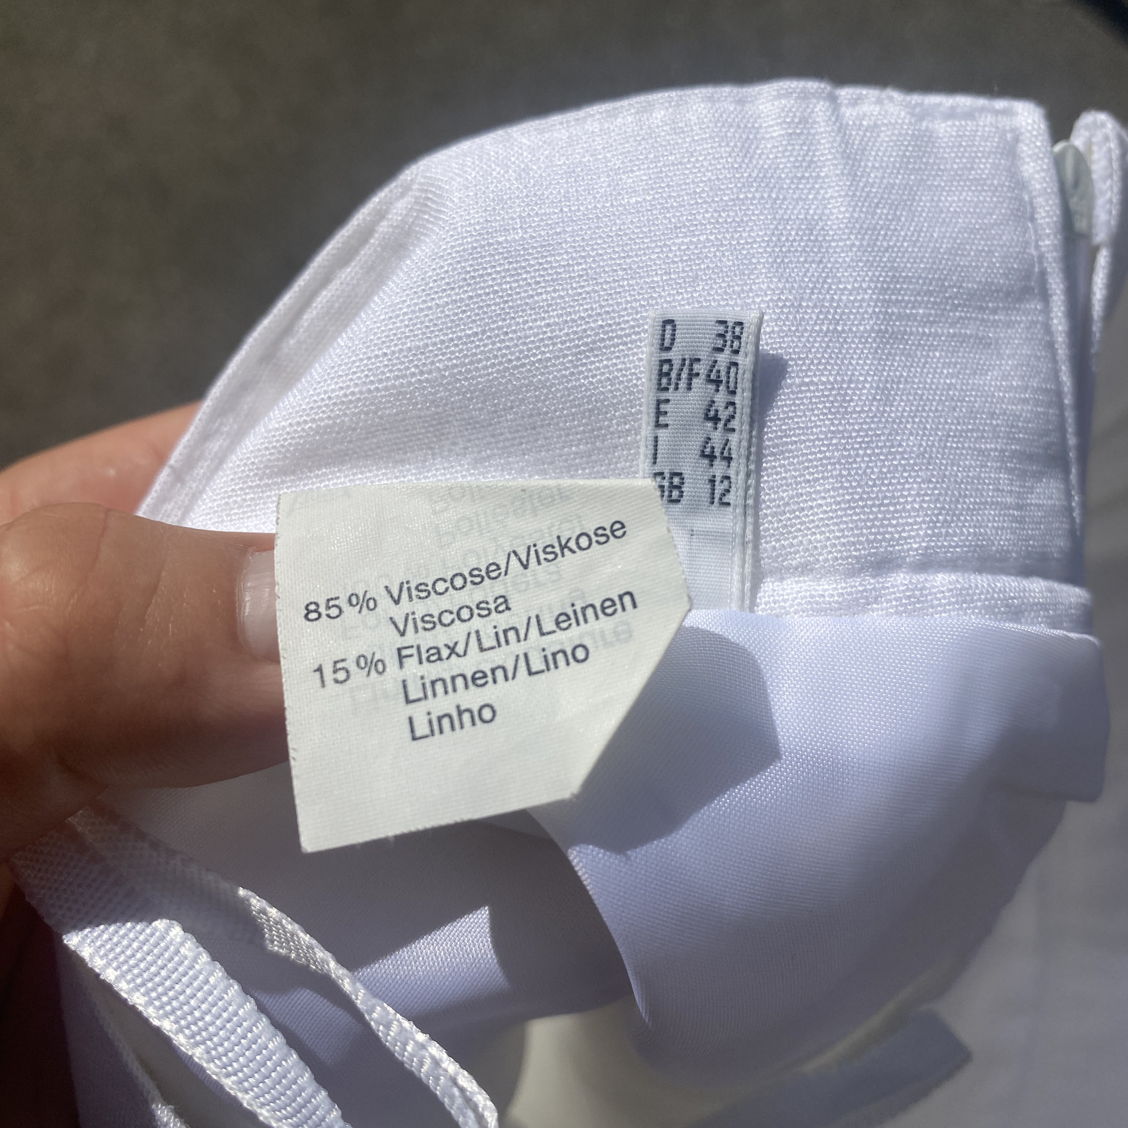 D 38
B/F 40
E 42
I 44
GB 12
85% Viscose/Viskose
Viscosa
15% Flax/Lin/Leinen
Linnen/Lino
Linho